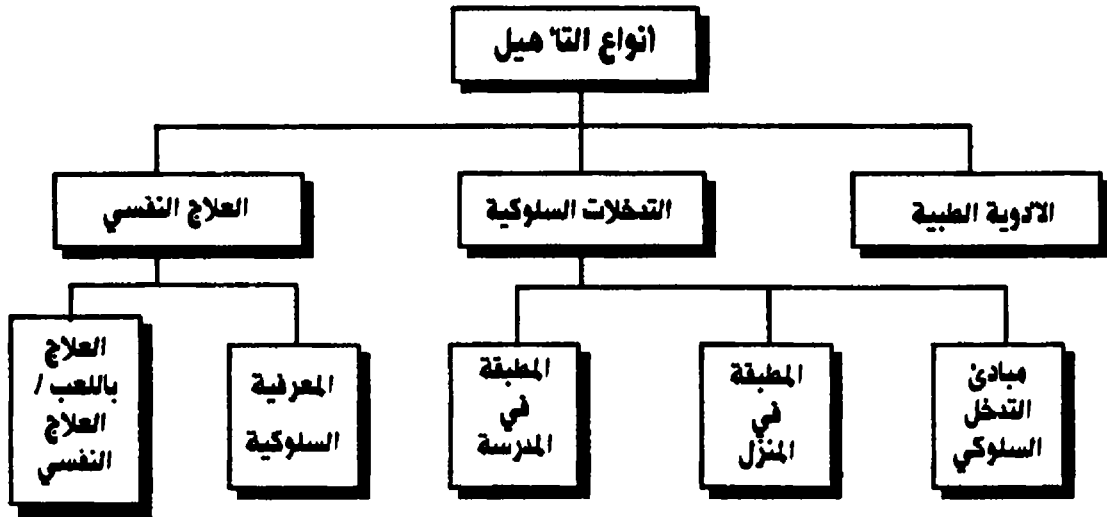 انواع التأهيل
الأدوية الطبية
التدخلات السلوكية
العلاج النفسي
مبادئ
التدخل
السلوكي
المطبقة
في
المنزل
المطبقة
في
المدرسة
المعرفية
السلوكية
العلاج
باللعب /
العلاج
النفسي